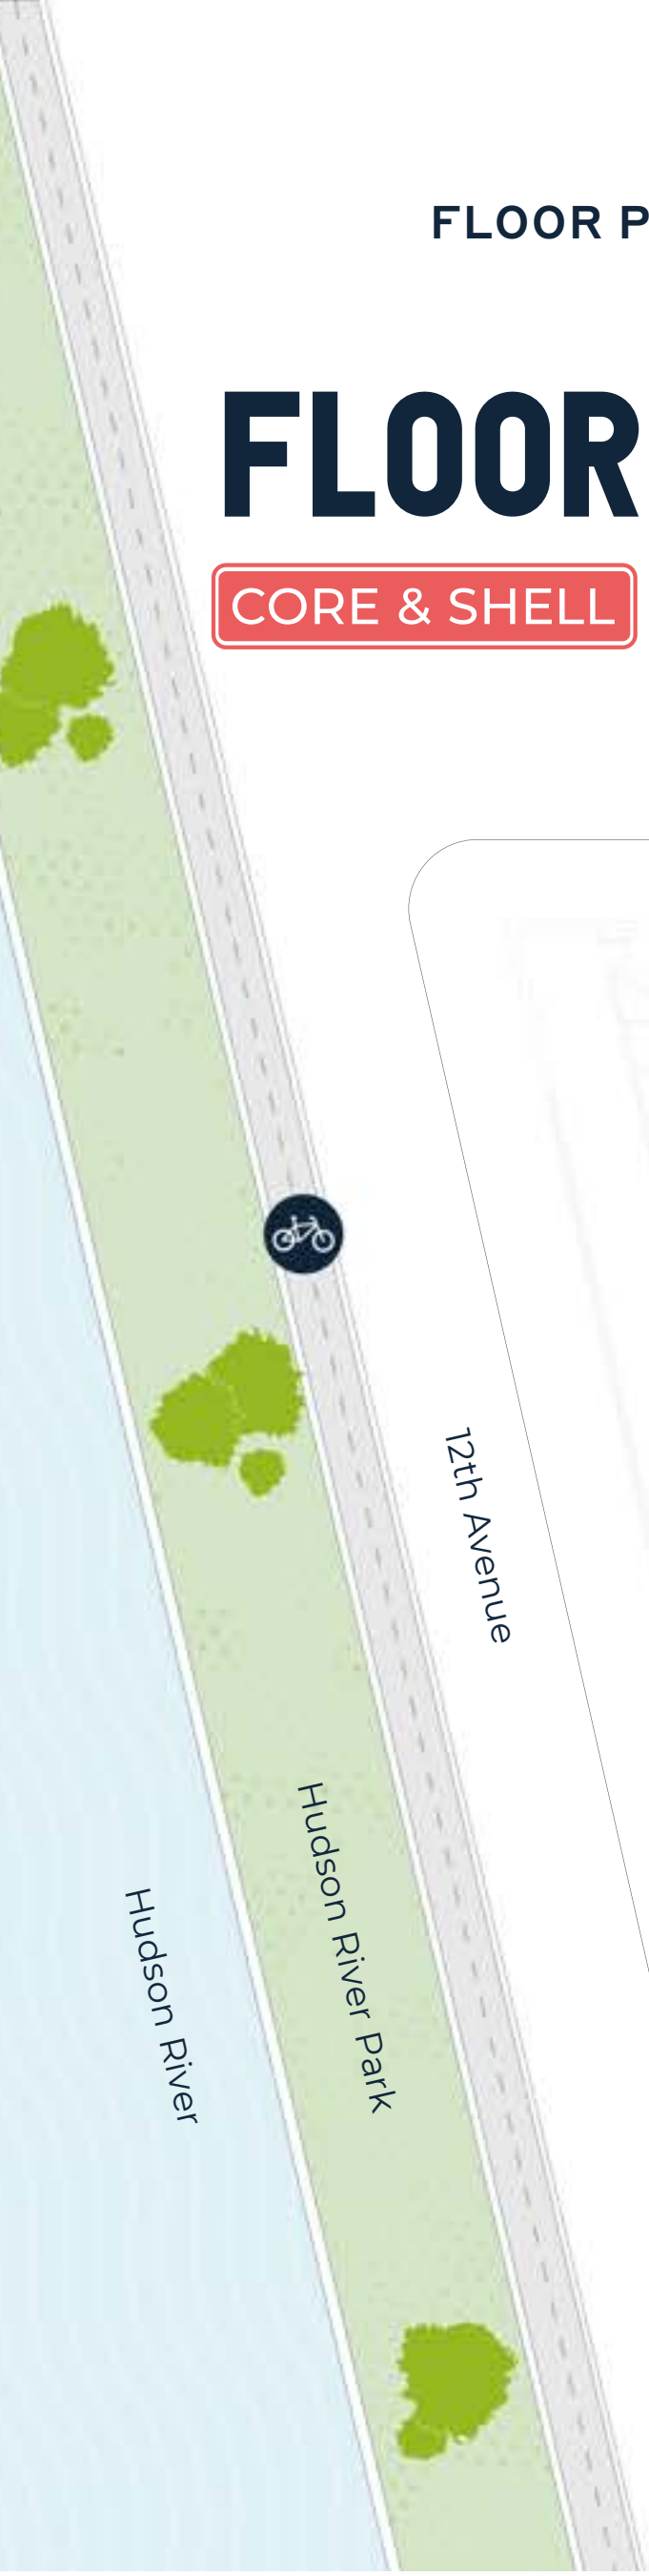 FLOOR P
FLOOR
CORE & SHELL
12th Avenue
Hudson River Park
Hudson River